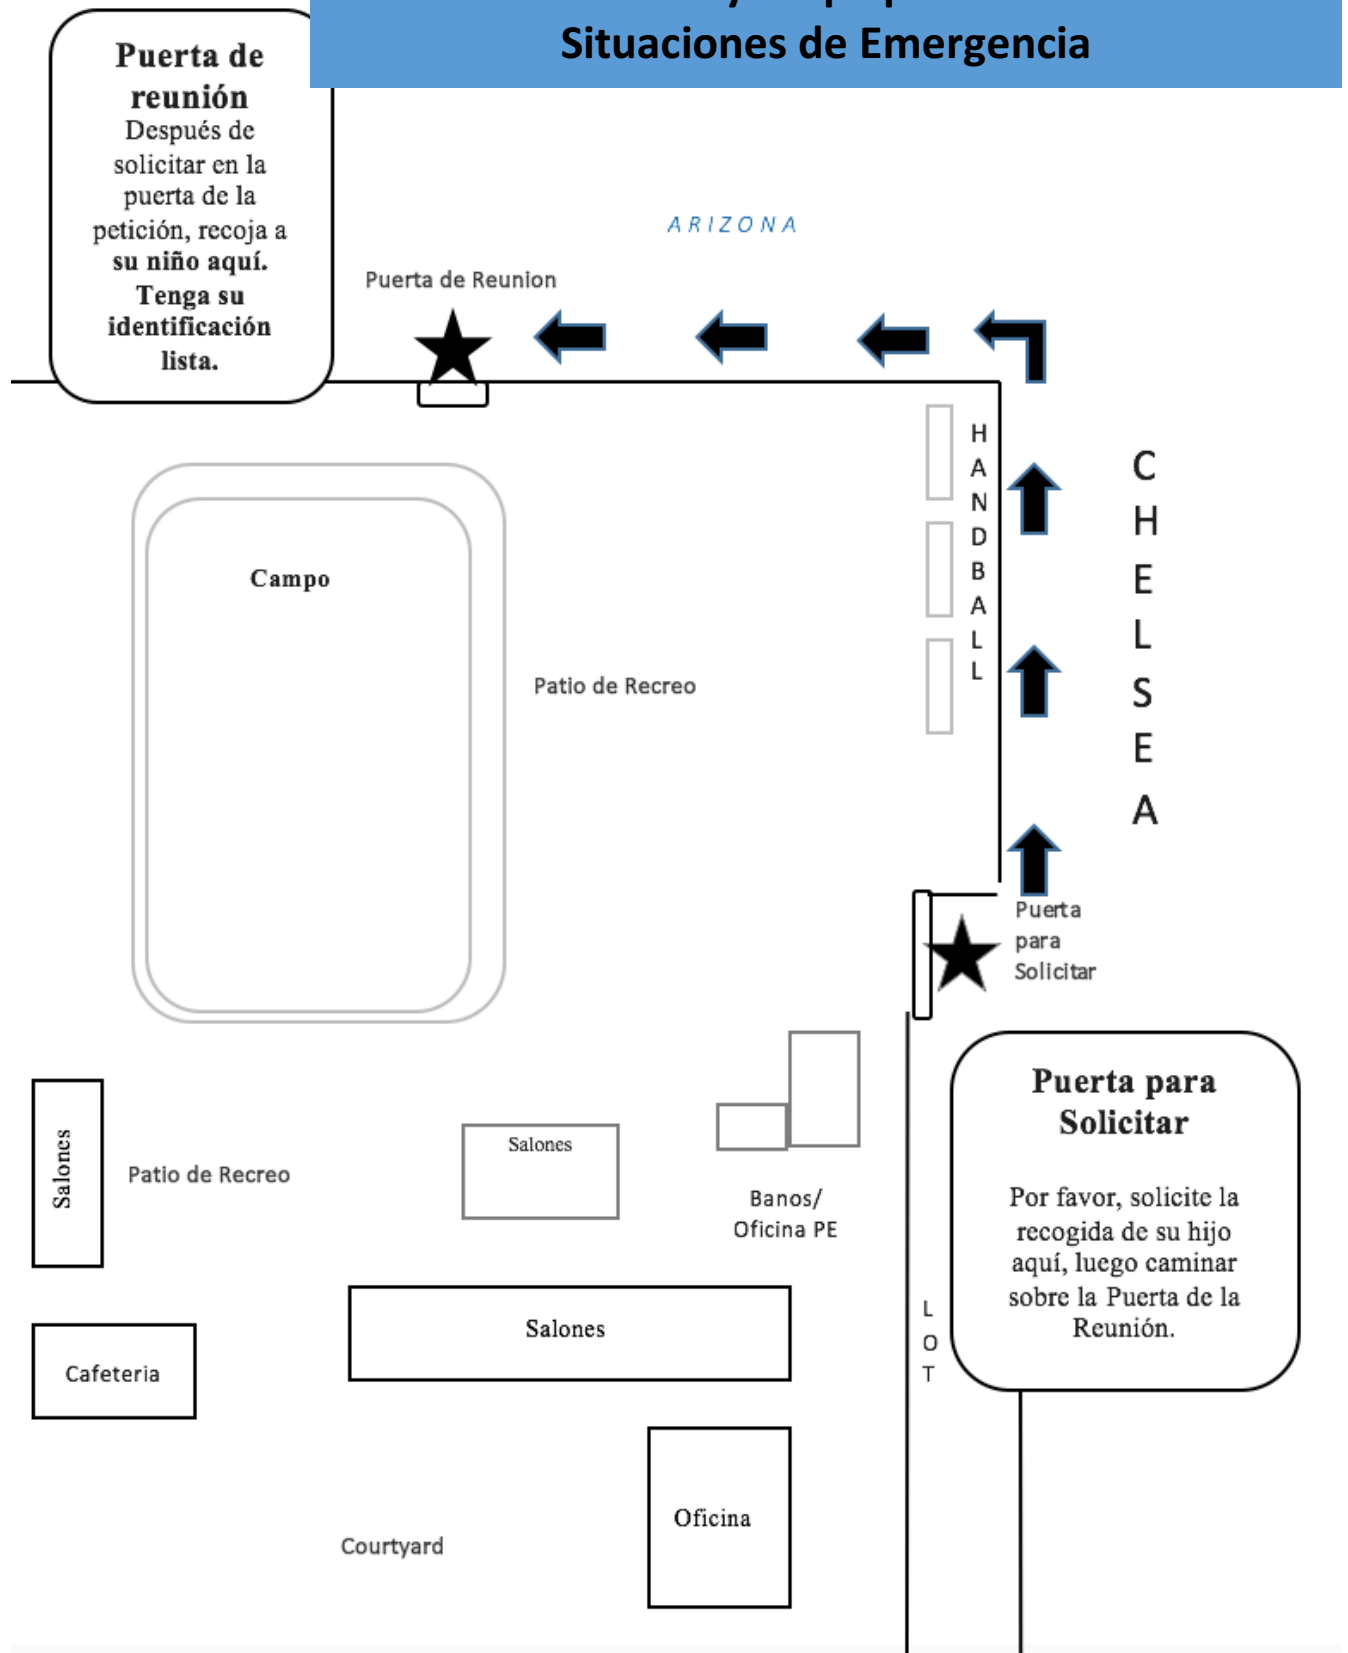 Situaciones de Emergencia
Puerta de
reunión
Después de
solicitar en la
puerta de la
petición, recoja a
su niño aquí.
Tenga su
identificación
lista.
ARIZONA
Puerta de Reunion
HANDBALL
CHELSEA
Campo
Patio de Recreo
Puerta
para
Solicitar
Puerta para
Solicitar
Por favor, solicite la
recogida de su hijo
aquí, luego caminar
sobre la Puerta de la
Reunión.
Salones
Patio de Recreo
Salones
Banos/
Oficina PE
Salones
LOT
Cafeteria
Oficina
Courtyard